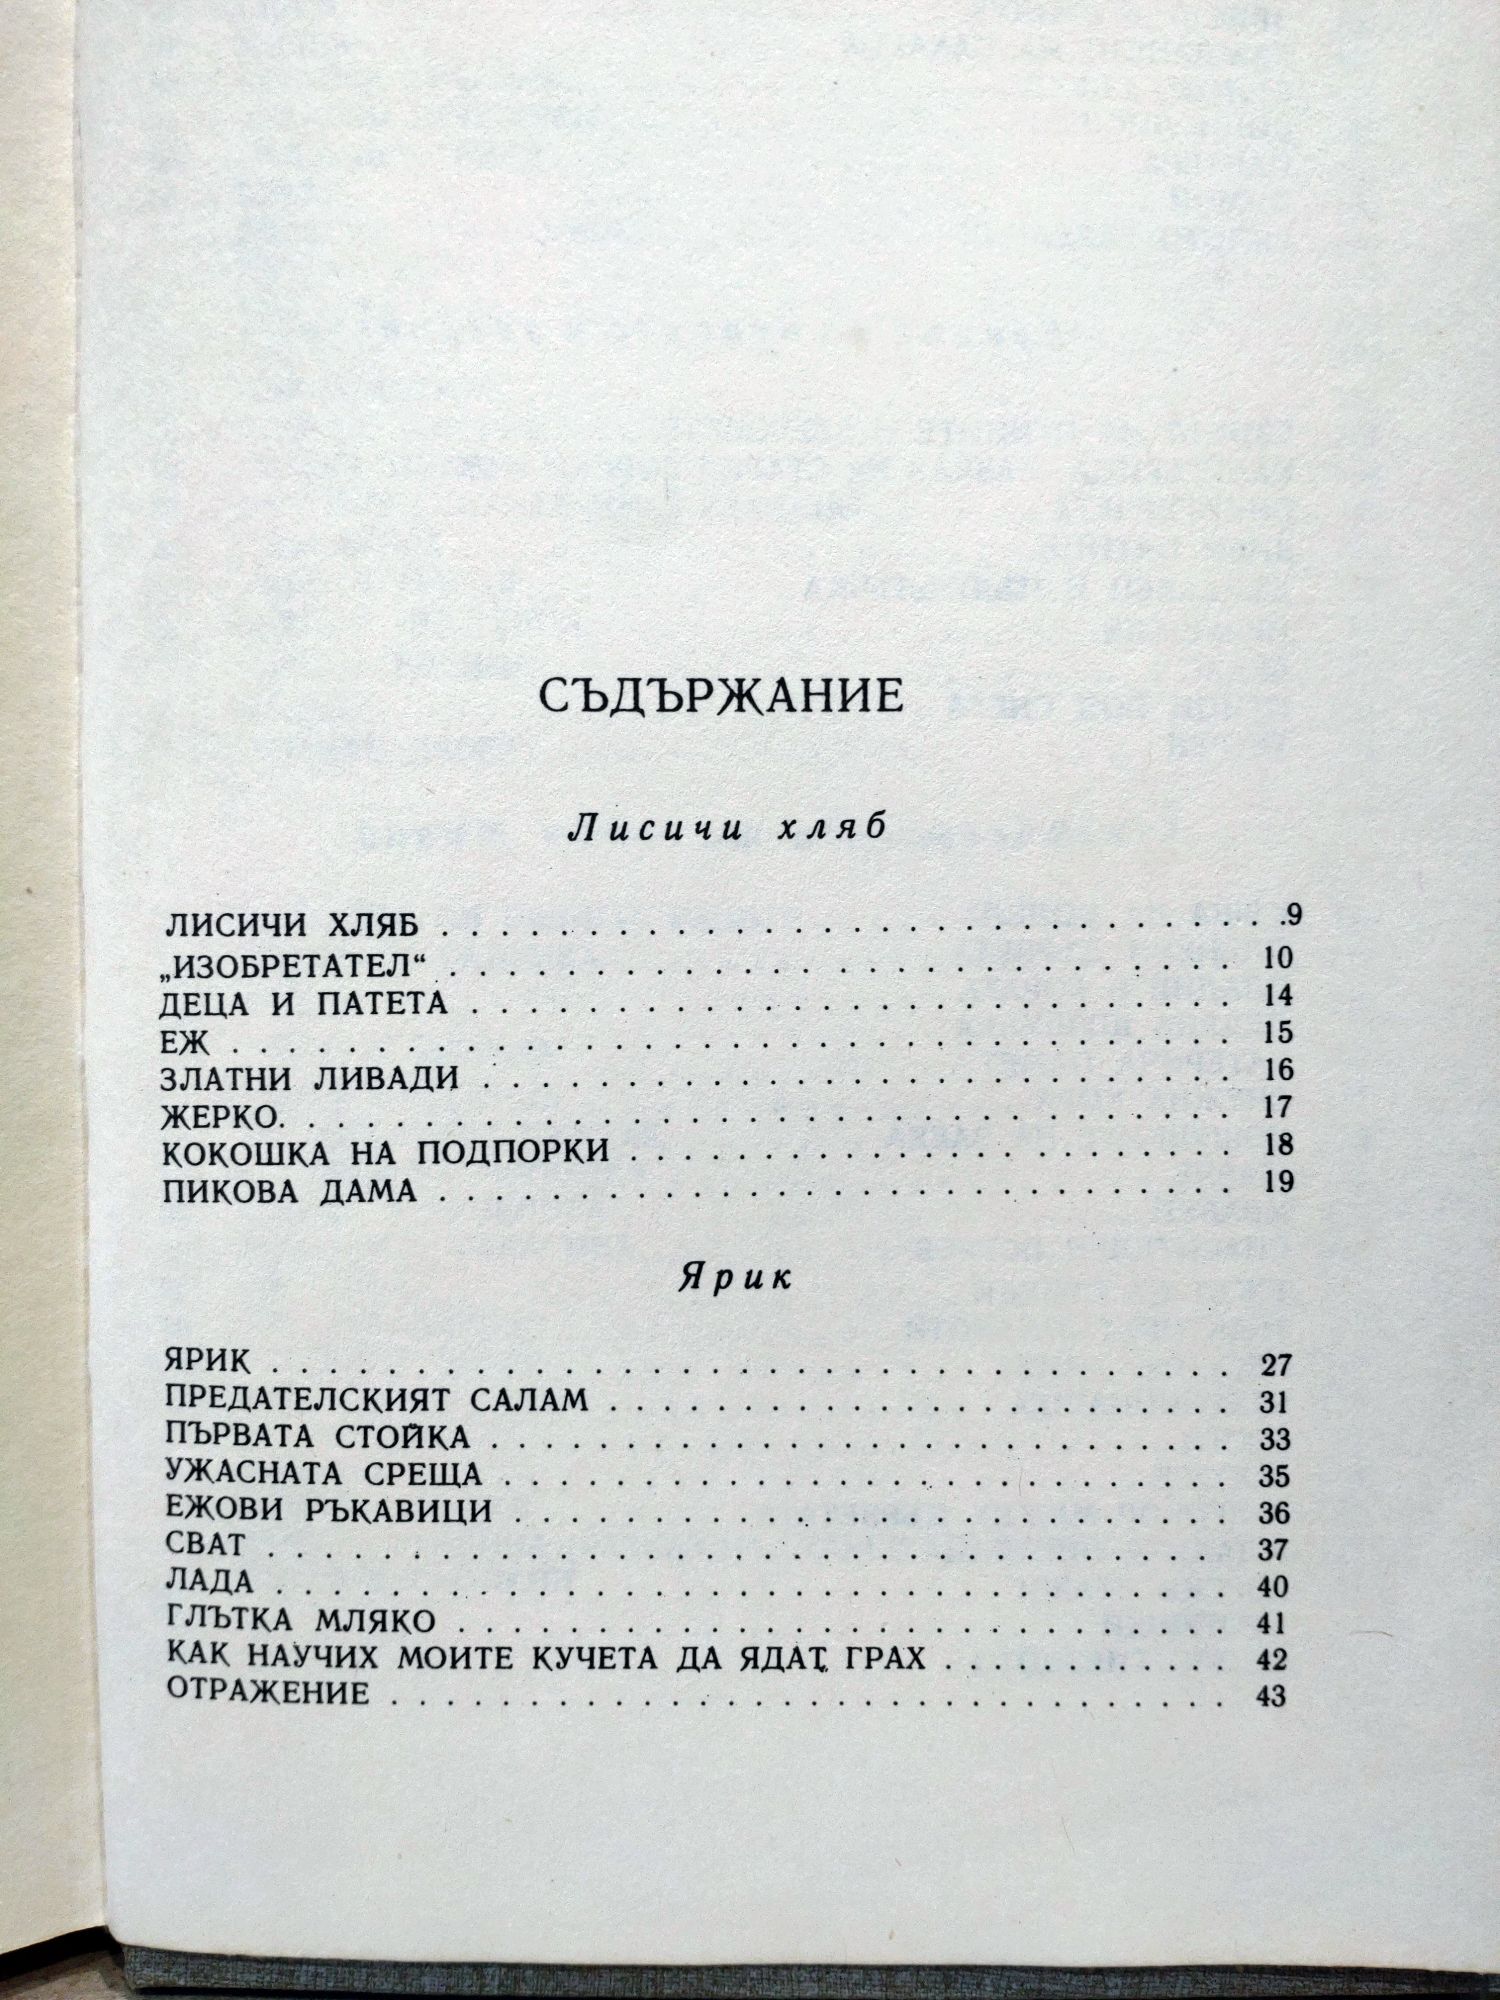 СЪДЪРЖАНИЕ
Лисичи хляб
ЛИСИЧИ ХЛЯБ . . . . . . . . . . . . . . . . . . . . . . . . . . . . . 9
„ИЗОБРЕТАТЕЛ“ . . . . . . . . . . . . . . . . . . . . . . . . . . . 10
ДЕЦА И ПАТЕТА . . . . . . . . . . . . . . . . . . . . . . . . . . . 14
ЕЖ . . . . . . . . . . . . . . . . . . . . . . . . . . . . . . . . . . . 15
ЗЛАТНИ ЛИВАДИ . . . . . . . . . . . . . . . . . . . . . . . . . . 16
ЖЕРКО. . . . . . . . . . . . . . . . . . . . . . . . . . . . . . . . . 17
КОКОШКА НА ПОДПОРКИ . . . . . . . . . . . . . . . . . . . . . 18
ПИКОВА ДАМА . . . . . . . . . . . . . . . . . . . . . . . . . . . . 19
Ярик
ЯРИК . . . . . . . . . . . . . . . . . . . . . . . . . . . . . . . . . . 27
ПРЕДАТЕЛСКИЯТ САЛАМ . . . . . . . . . . . . . . . . . . . . . . 31
ПЪРВАТА СТОЙКА . . . . . . . . . . . . . . . . . . . . . . . . . . 33
УЖАСНАТА СРЕЩА . . . . . . . . . . . . . . . . . . . . . . . . . . 35
ЕЖОВИ РЪКАВИЦИ . . . . . . . . . . . . . . . . . . . . . . . . . 36
СВАТ . . . . . . . . . . . . . . . . . . . . . . . . . . . . . . . . . 37
ЛАДА . . . . . . . . . . . . . . . . . . . . . . . . . . . . . . . . . 40
ГЛЪТКА МЛЯКО . . . . . . . . . . . . . . . . . . . . . . . . . . . 41
КАК НАУЧИХ МОИТЕ КУЧЕТА ДА ЯДАТ ГРАХ . . . . . . . . . . 42
ОТРАЖЕНИЕ . . . . . . . . . . . . . . . . . . . . . . . . . . . . . 43